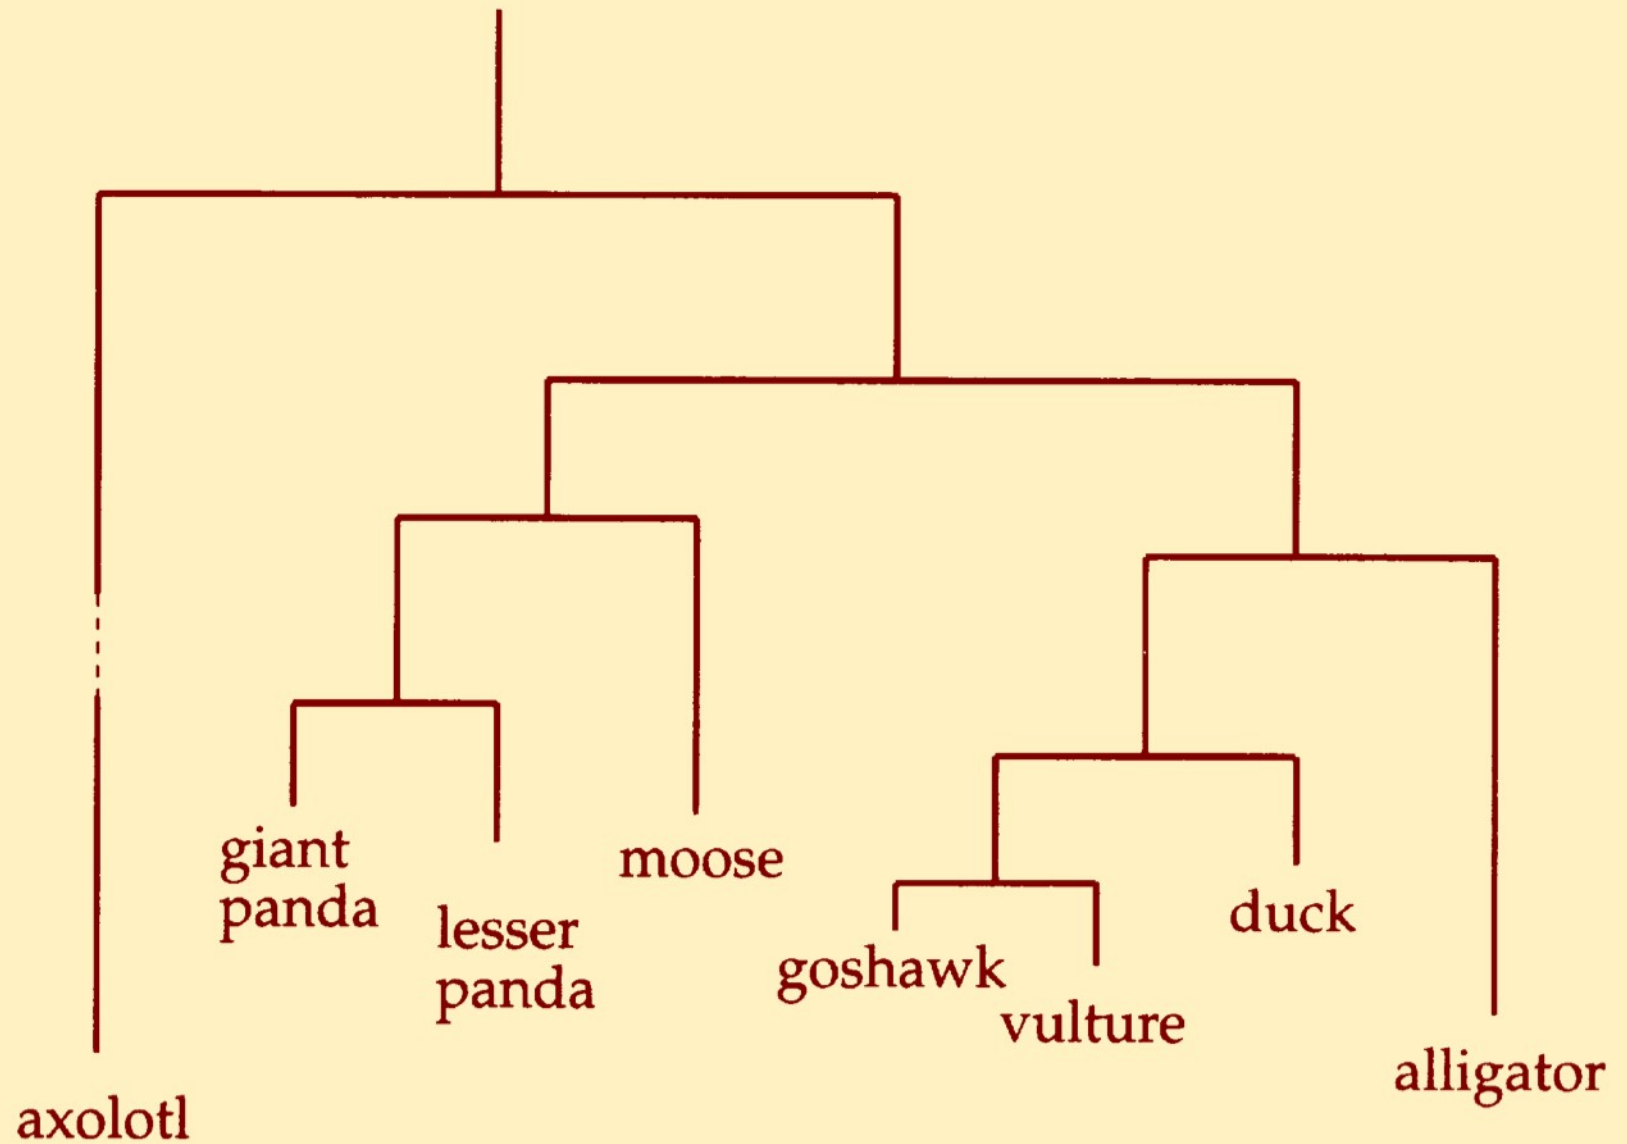 giant
panda
lesser
panda
moose
goshawk
vulture
duck
alligator
axolotl